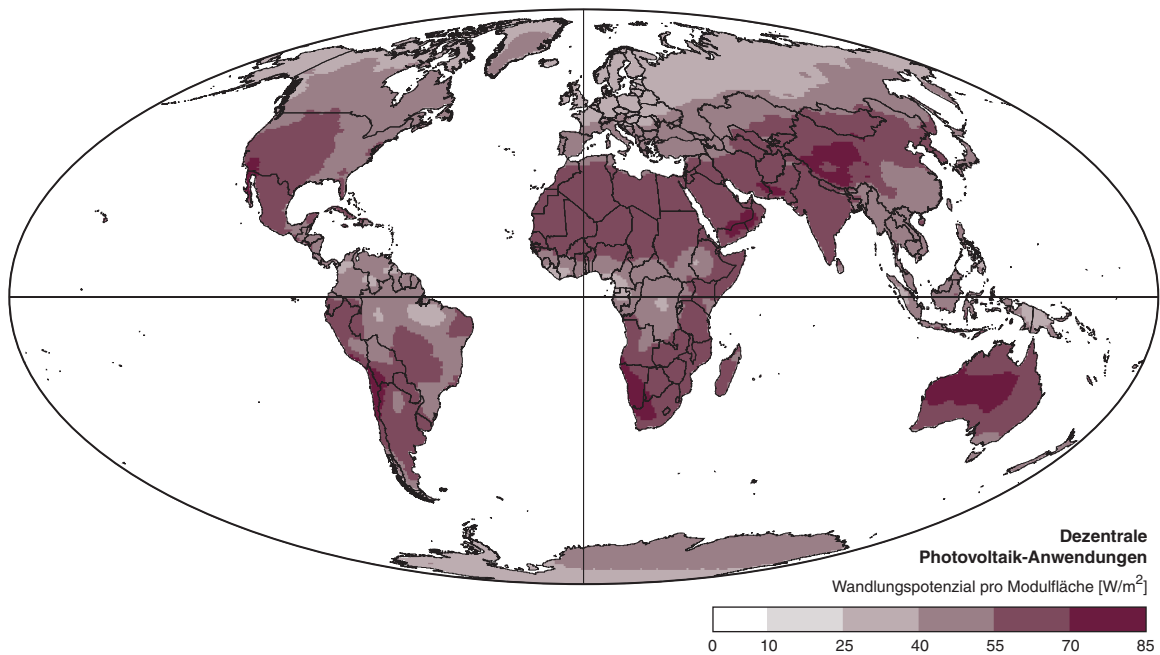 Dezentrale
Photovoltaik-Anwendungen
Wandlungspotenzial pro Modulfläche [W/m²]
0 10 25 40 55 70 85